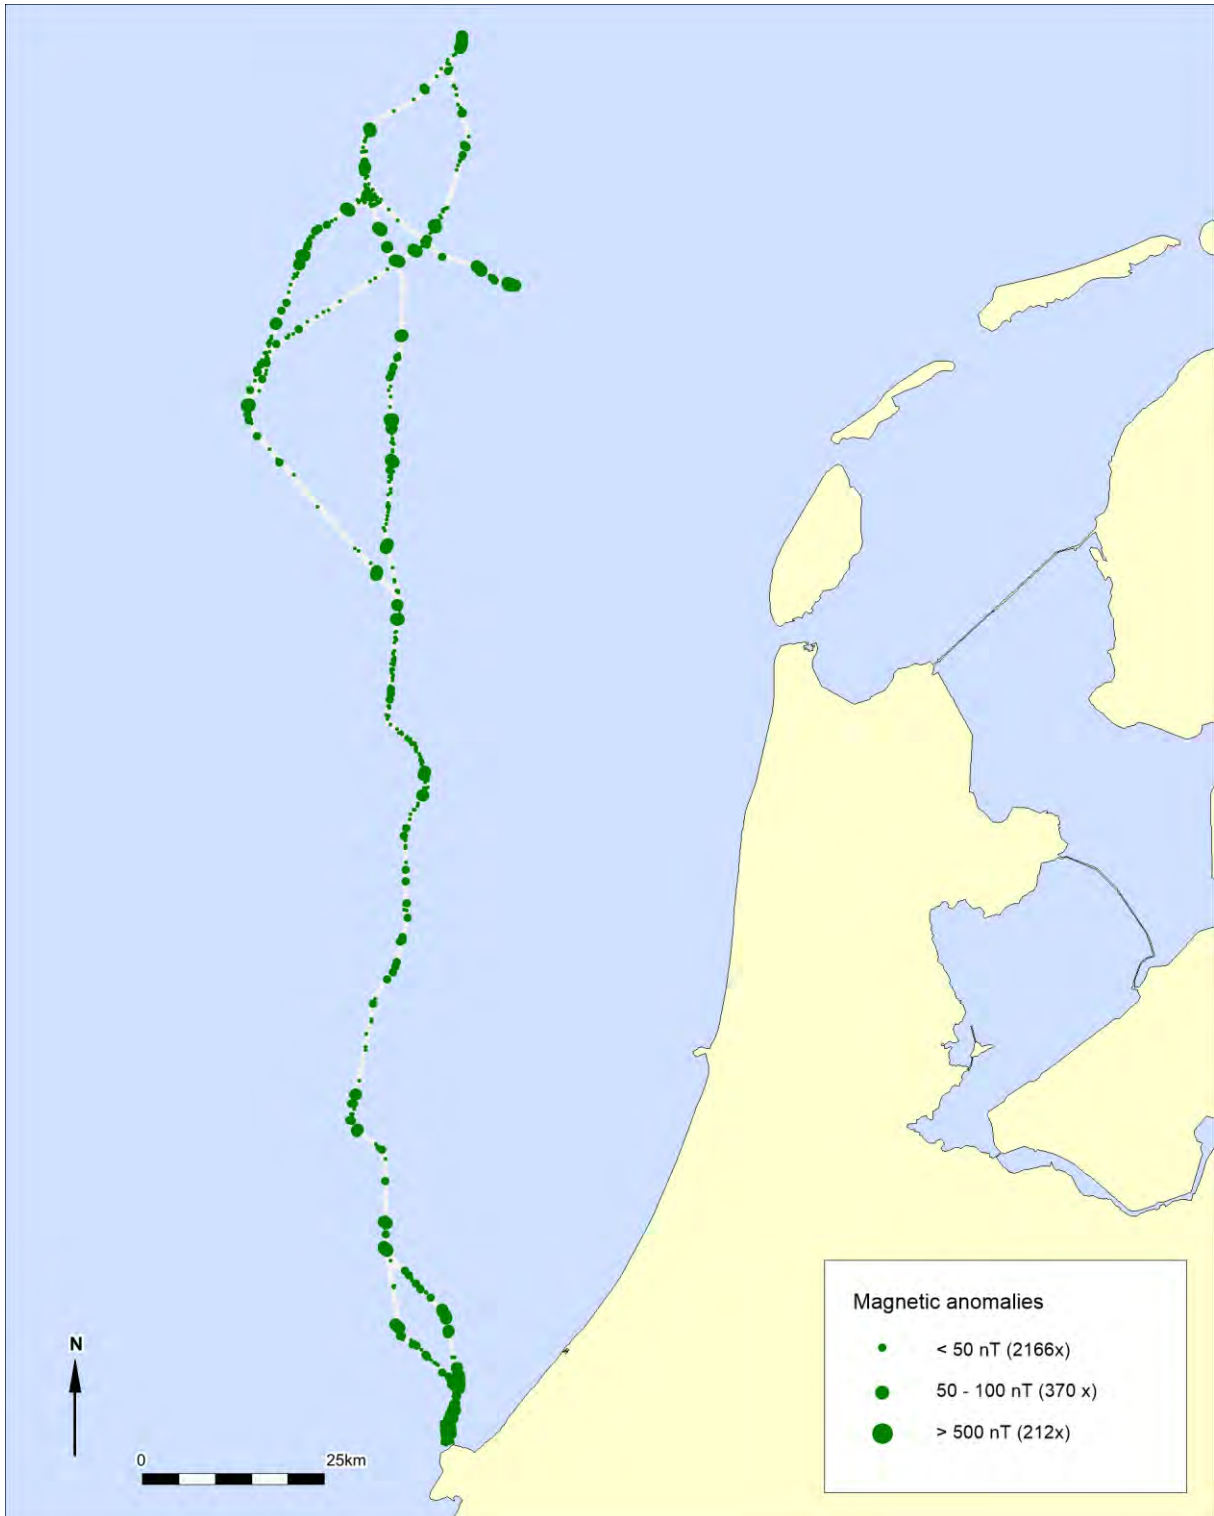 Magnetic anomalies
< 50 nT (2166x)
50 - 100 nT (370 x)
> 500 nT (212x)
N
0 25km